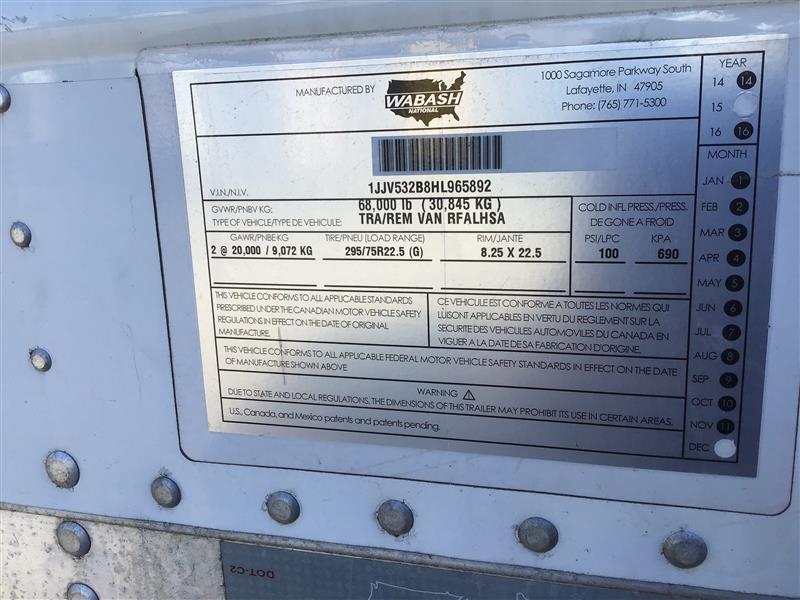 MANUFACTURED BY
WABASH
NATIONAL
1000 Sagamore Parkway South
Lafayette, IN 47905
Phone: (765) 771-5300
V.I.N./N.I.V.
1JJV532B8HL965892
GVWR/PNBV KG: 68,000 lb ( 30,845 KG )
TYPE OF VEHICLE/TYPE DE VEHICULE: TRA/REM VAN RFALHSA
COLD INFL PRESS./PRESS.
DE GONE A FROID
GAWR/PNBE-KG TIRE/PNEU (LOAD RANGE) RIM/JANTE PSI/LPC KPA
2 @ 20,000 / 9,072 KG 295/75R22.5 (G) 8.25 X 22.5 100 690
THIS VEHICLE CONFORMS TO ALL APPLICABLE STANDARDS
PRESCRIBED UNDER THE CANADIAN MOTOR VEHICLE SAFETY
REGULATIONS IN EFFECT ON THE DATE OF ORIGINAL
MANUFACTURE.
CE VEHICULE EST CONFORME A TOUTES LES NORMES QUI
LUISONT APPLICABLES EN VERTU DU REGLEMENT SUR LA
SECURITE DES VEHICULES AUTOMOVILES DU CANADA EN
VIGUER A LA DATE DE SA FABRICATION D'ORIGINE.
THIS VEHICLE CONFORMS TO ALL APPLICABLE FEDERAL MOTOR VEHICLE SAFETY STANDARDS IN EFFECT ON THE DATE
OF MANUFACTURE SHOWN ABOVE
WARNING
DUE TO STATE AND LOCAL REGULATIONS, THE DIMENSIONS OF THIS TRAILER MAY PROHIBIT ITS USE IN CERTAIN AREAS.
U.S., Canada, and Mexico patents and patents pending.
YEAR
14 14
15
16 16
MONTH
JAN 1
FEB 2
MAR 3
APR 4
MAY 5
JUN 6
JUL 7
AUG 8
SEP 9
OCT 10
NOV 11
DEC
DOT-C2